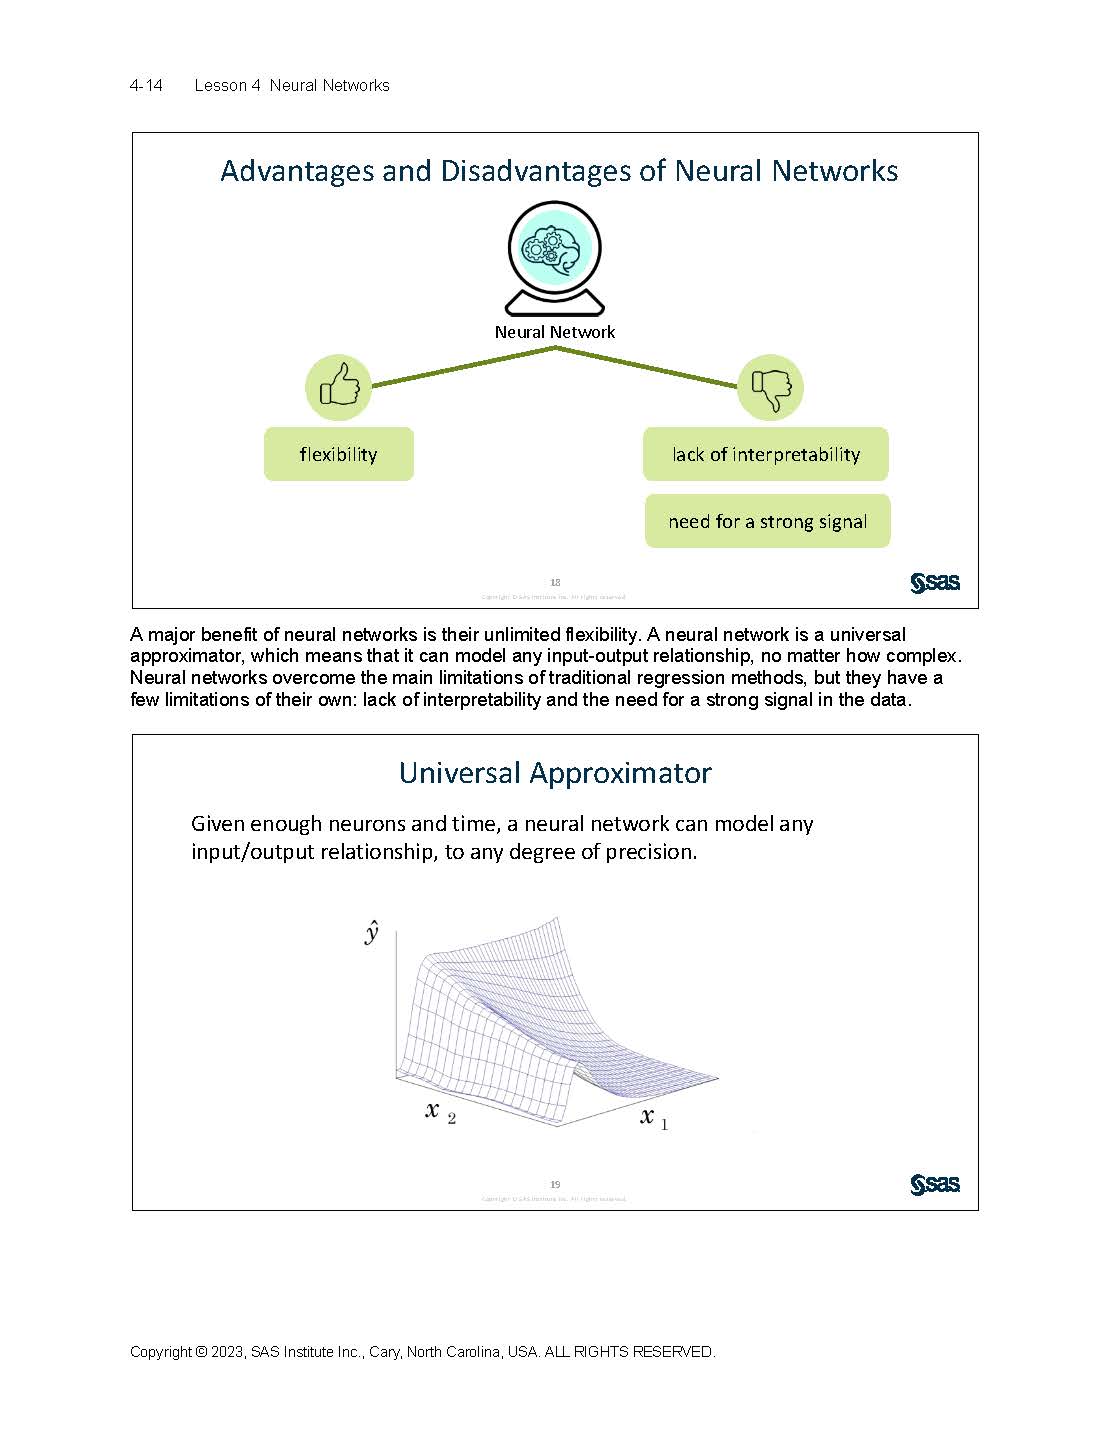 4-14 Lesson 4 Neural Networks
Advantages and Disadvantages of Neural Networks
Neural Network
flexibility
lack of interpretability
need for a strong signal
18
Copyright © SAS Institute Inc. All rights reserved.
sas
A major benefit of neural networks is their unlimited flexibility. A neural network is a universal
approximator, which means that it can model any input-output relationship, no matter how complex.
Neural networks overcome the main limitations of traditional regression methods, but they have a
few limitations of their own: lack of interpretability and the need for a strong signal in the data.
Universal Approximator
Given enough neurons and time, a neural network can model any
input/output relationship, to any degree of precision.
ŷ
x 2
x 1
19
Copyright © SAS Institute Inc. All rights reserved.
sas
Copyright © 2023, SAS Institute Inc., Cary, North Carolina, USA. ALL RIGHTS RESERVED.